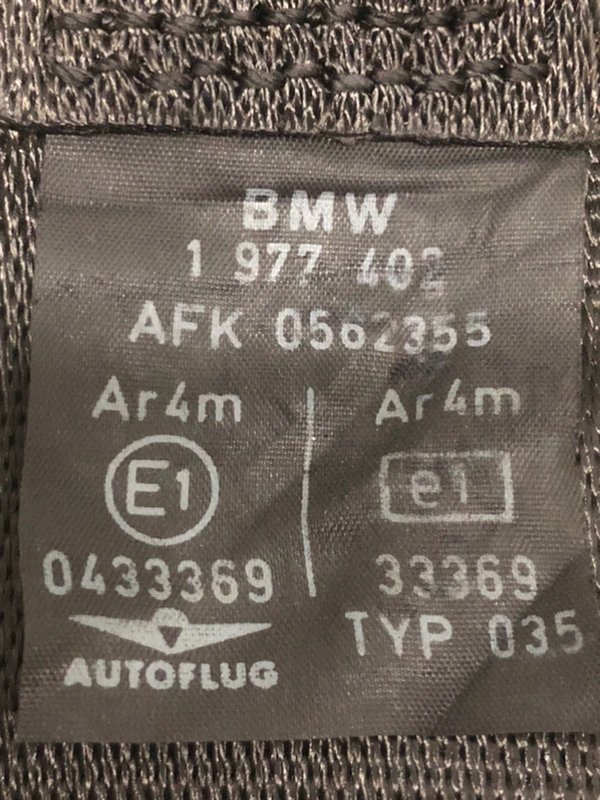 BMW
1 977 402
AFK 0562355
Ar4m Ar4m
E1 e1
0433369 33369
AUTOFLUG TYP 035